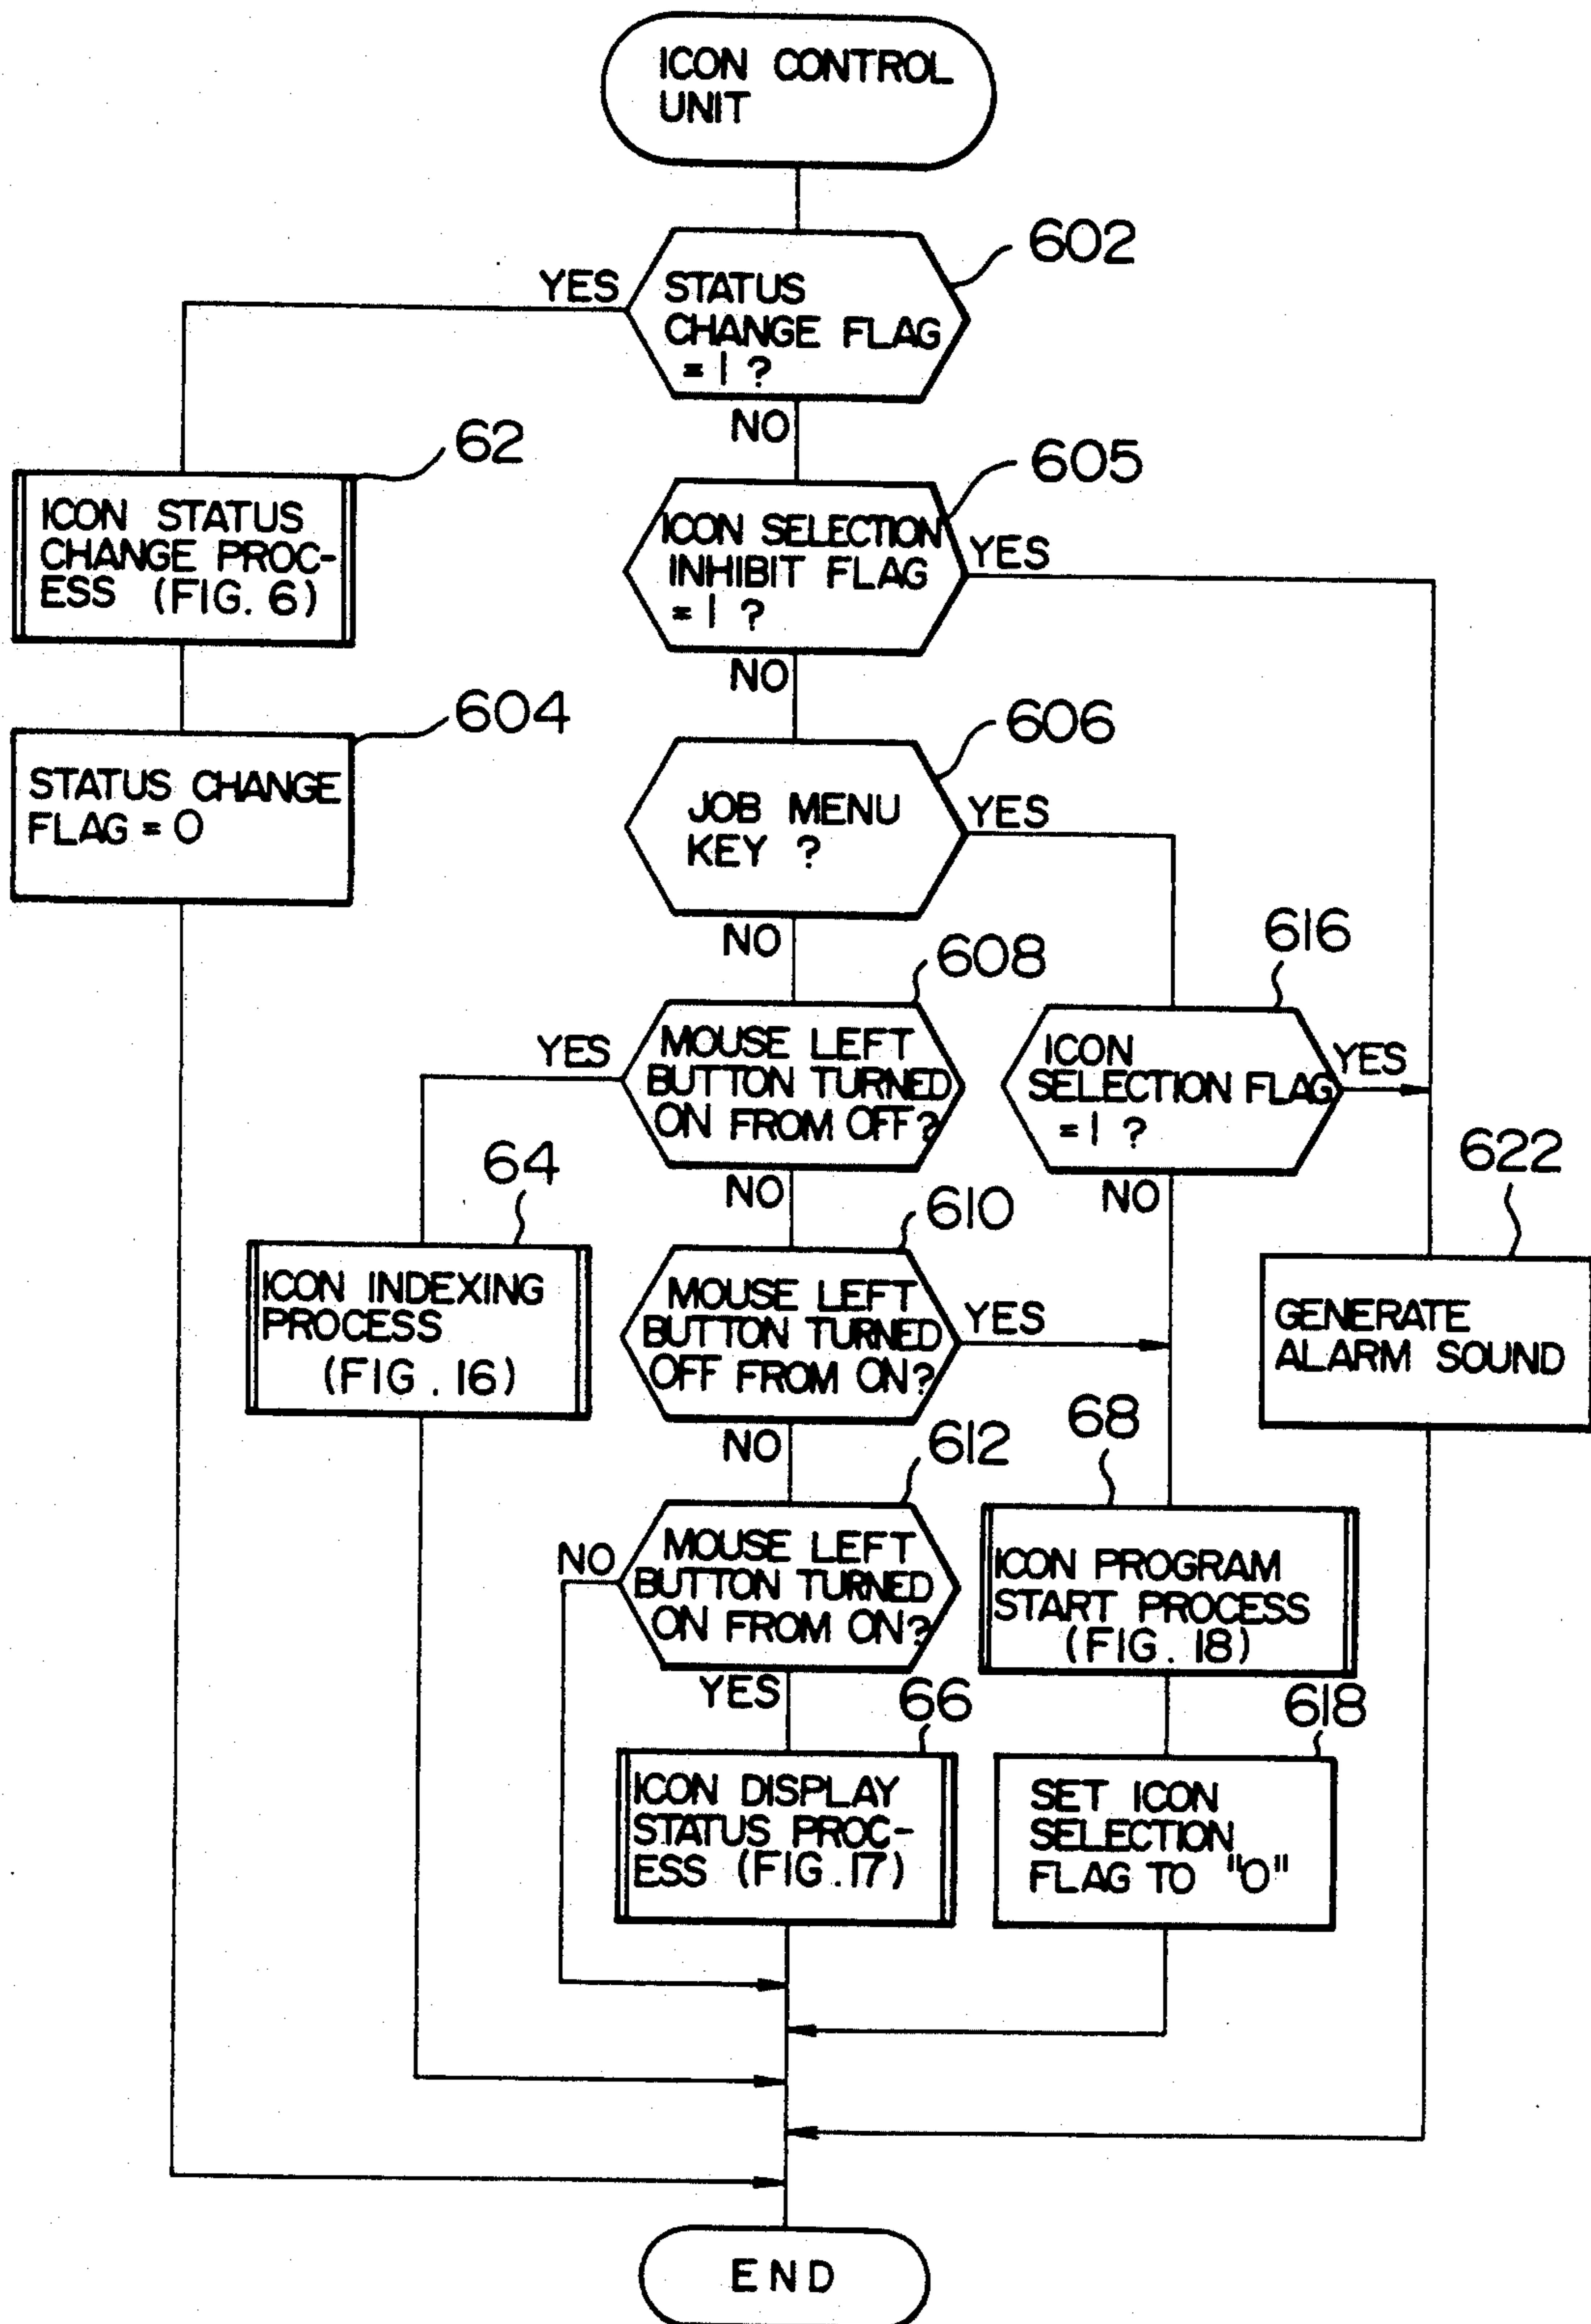 ICON CONTROL
UNIT
602
YES
STATUS
CHANGE FLAG
= 1 ?
NO
62
ICON STATUS
CHANGE PROC-
ESS (FIG. 6)
605
ICON SELECTION
INHIBIT FLAG
= 1 ?
YES
NO
604
STATUS CHANGE
FLAG = 0
606
JOB MENU
KEY ?
YES
NO
608
616
YES
MOUSE LEFT
BUTTON TURNED
ON FROM OFF?
ICON
SELECTION FLAG
= 1 ?
YES
NO
NO
64
ICON INDEXING
PROCESS
(FIG. 16)
610
MOUSE LEFT
BUTTON TURNED
OFF FROM ON?
YES
NO
622
GENERATE
ALARM SOUND
612
NO
MOUSE LEFT
BUTTON TURNED
ON FROM ON?
YES
68
ICON PROGRAM
START PROCESS
(FIG. 18)
66
ICON DISPLAY
STATUS PROC-
ESS (FIG. 17)
618
SET ICON
SELECTION
FLAG TO "0"
END